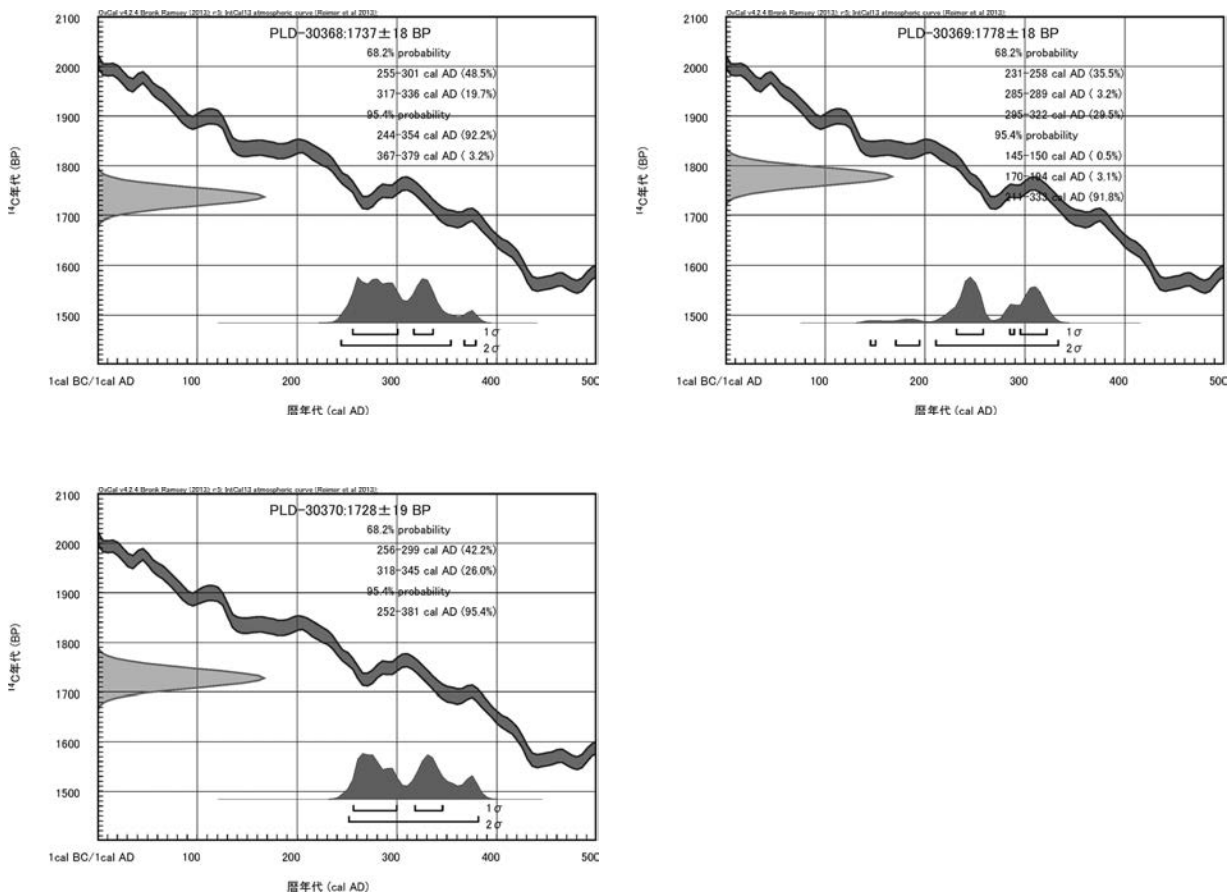 OxCal v4.2.4 Bronk Ramsey (2013); r:5; IntCal13 atmospheric curve (Reimer et al 2013);
PLD-30368:1737±18 BP
68.2% probability
255-301 cal AD (48.5%)
317-336 cal AD (19.7%)
95.4% probability
244-354 cal AD (92.2%)
367-379 cal AD ( 3.2%)
2100
2000
1900
1800
1700
1600
1500
¹⁴C年代 (BP)
1σ
2σ
1cal BC/1cal AD 100 200 300 400 500
暦年代 (cal AD)
OxCal v4.2.4 Bronk Ramsey (2013); r:5; IntCal13 atmospheric curve (Reimer et al 2013);
PLD-30369:1778±18 BP
68.2% probability
231-258 cal AD (35.5%)
285-289 cal AD ( 3.2%)
295-322 cal AD (29.5%)
95.4% probability
145-150 cal AD ( 0.5%)
170-194 cal AD ( 3.1%)
cal AD (91.8%)
2100
2000
1900
1800
1700
1600
1500
¹⁴C年代 (BP)
1σ
2σ
1cal BC/1cal AD 100 200 300 400 500
暦年代 (cal AD)
OxCal v4.2.4 Bronk Ramsey (2013); r:5; IntCal13 atmospheric curve (Reimer et al 2013);
PLD-30370:1728±19 BP
68.2% probability
256-299 cal AD (42.2%)
318-345 cal AD (26.0%)
95.4% probability
252-381 cal AD (95.4%)
2100
2000
1900
1800
1700
1600
1500
¹⁴C年代 (BP)
1σ
2σ
1cal BC/1cal AD 100 200 300 400 500
暦年代 (cal AD)